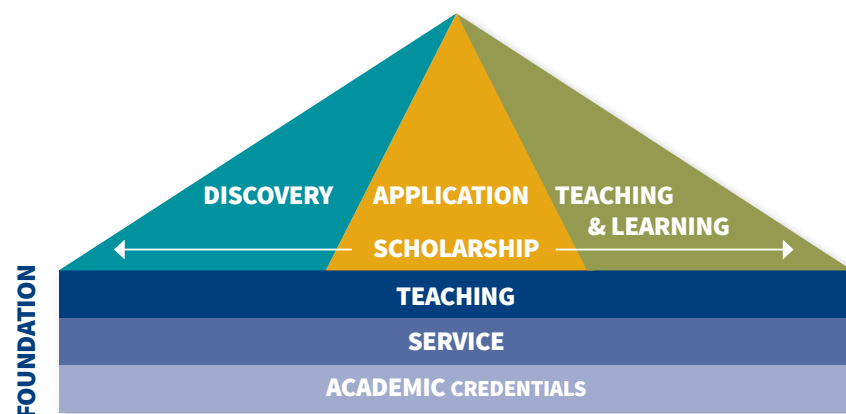 DISCOVERY APPLICATION TEACHING
& LEARNING
SCHOLARSHIP
TEACHING
SERVICE
ACADEMIC CREDENTIALS
FOUNDATION